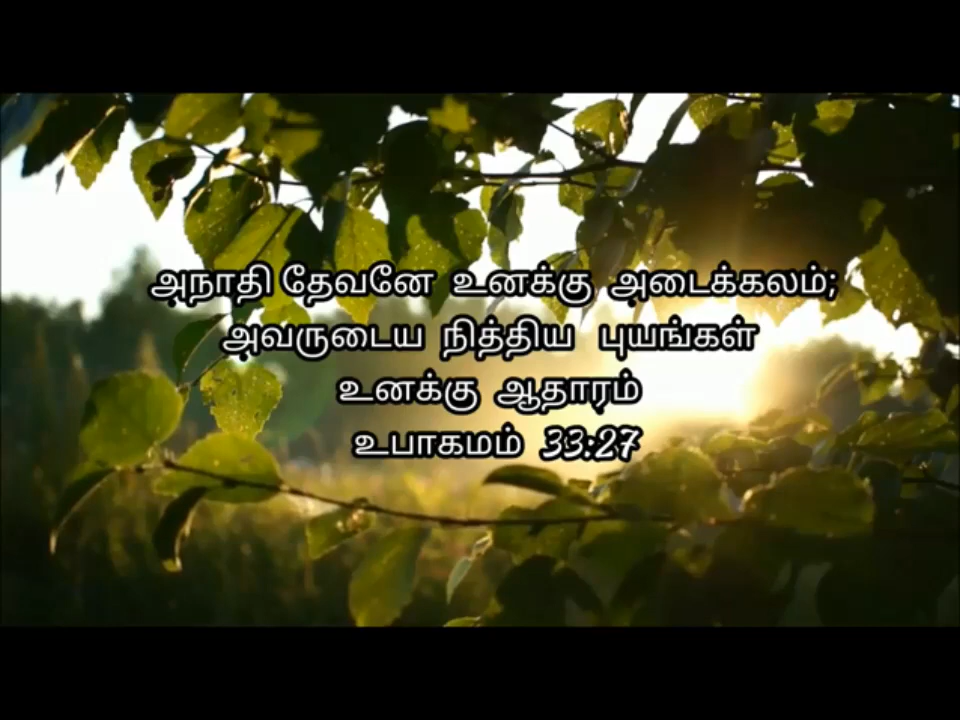 அநாதி தேவனே உனக்கு அடைக்கலம்;
அவருடைய நித்திய புயங்கள்
உனக்கு ஆதாரம்
உபாகமம் 33:27